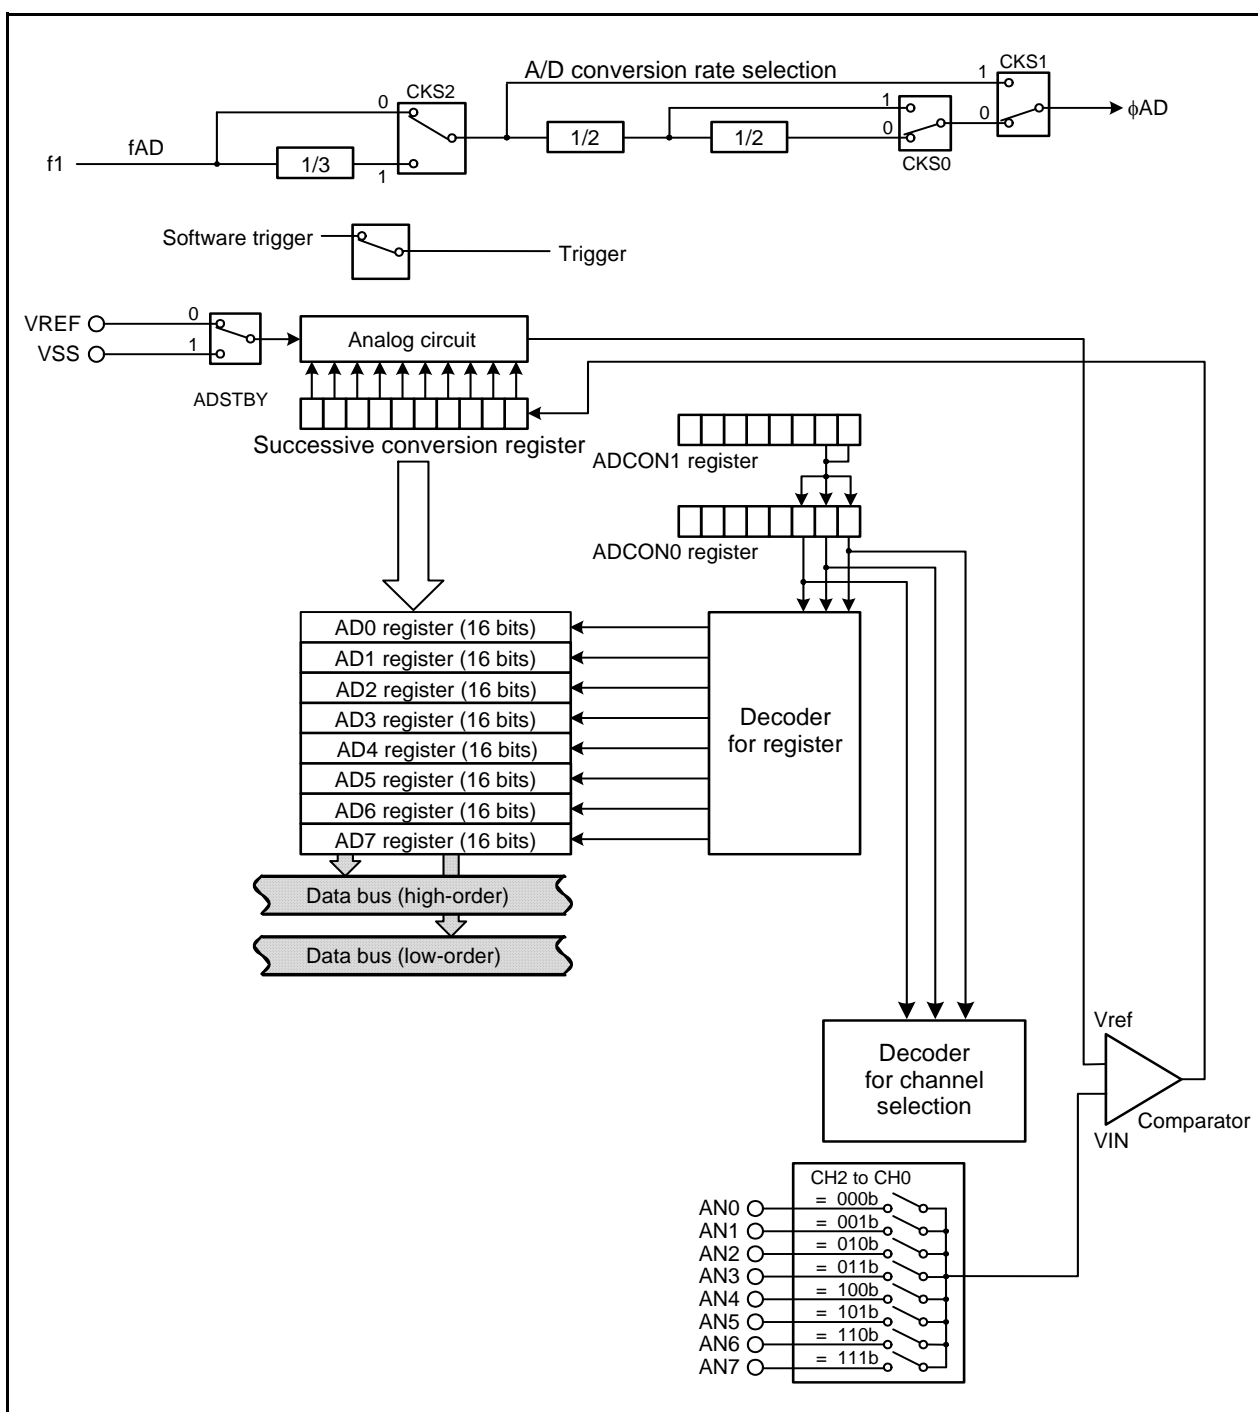 A/D conversion rate selection
CKS1
1
CKS2
0
1
0
0
ϕAD
f1
fAD
1/3
1
1/2
1/2
CKS0
Software trigger
Trigger
VREF
0
VSS
1
ADSTBY
Analog circuit
Successive conversion register
ADCON1 register
ADCON0 register
AD0 register (16 bits)
AD1 register (16 bits)
AD2 register (16 bits)
AD3 register (16 bits)
AD4 register (16 bits)
AD5 register (16 bits)
AD6 register (16 bits)
AD7 register (16 bits)
Decoder
for register
Data bus (high-order)
Data bus (low-order)
Decoder
for channel
selection
Vref
VIN
Comparator
CH2 to CH0
AN0 = 000b
AN1 = 001b
AN2 = 010b
AN3 = 011b
AN4 = 100b
AN5 = 101b
AN6 = 110b
AN7 = 111b